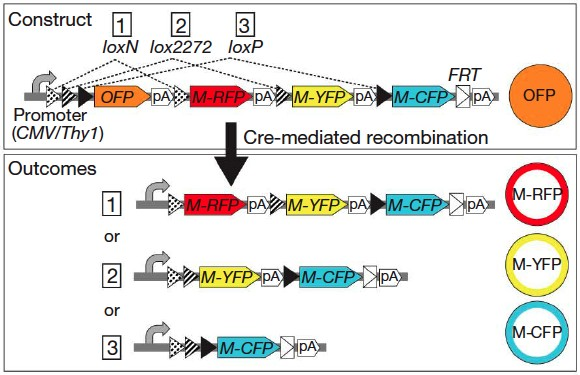 Construct
1 2 3
loxN lox2272 loxP
FRT
OFP pA M-RFP pA M-YFP pA M-CFP pA OFP
Promoter
(CMV/Thy1)
Cre-mediated recombination
Outcomes
1 M-RFP pA M-YFP pA M-CFP pA M-RFP
or
2 M-YFP pA M-CFP pA M-YFP
or
3 M-CFP pA M-CFP